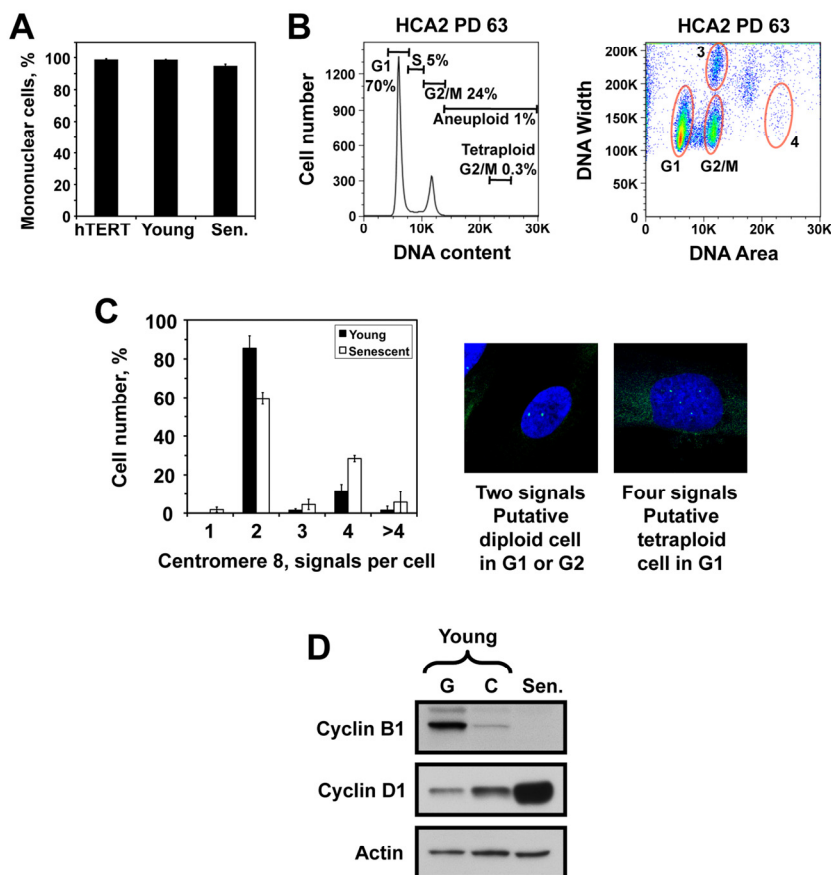 A
Mononuclear cells, %
100
80
60
40
20
0
hTERT Young Sen.
B
HCA2 PD 63
Cell number
1200
900
600
300
0
G1
70%
S 5%
G2/M 24%
Aneuploid 1%
Tetraploid
G2/M 0.3%
0 10K 20K 30K
DNA content
HCA2 PD 63
DNA Width
200K
200K
150K
100K
50K
0
3
G1 G2/M
4
0 10K 20K 30K
DNA Area
C
Cell number, %
100
80
60
40
20
0
Young
Senescent
1 2 3 4 >4
Centromere 8, signals per cell
Two signals
Putative
diploid cell
in G1 or G2
Four signals
Putative
tetraploid
cell in G1
D
Young
G C Sen.
Cyclin B1
Cyclin D1
Actin